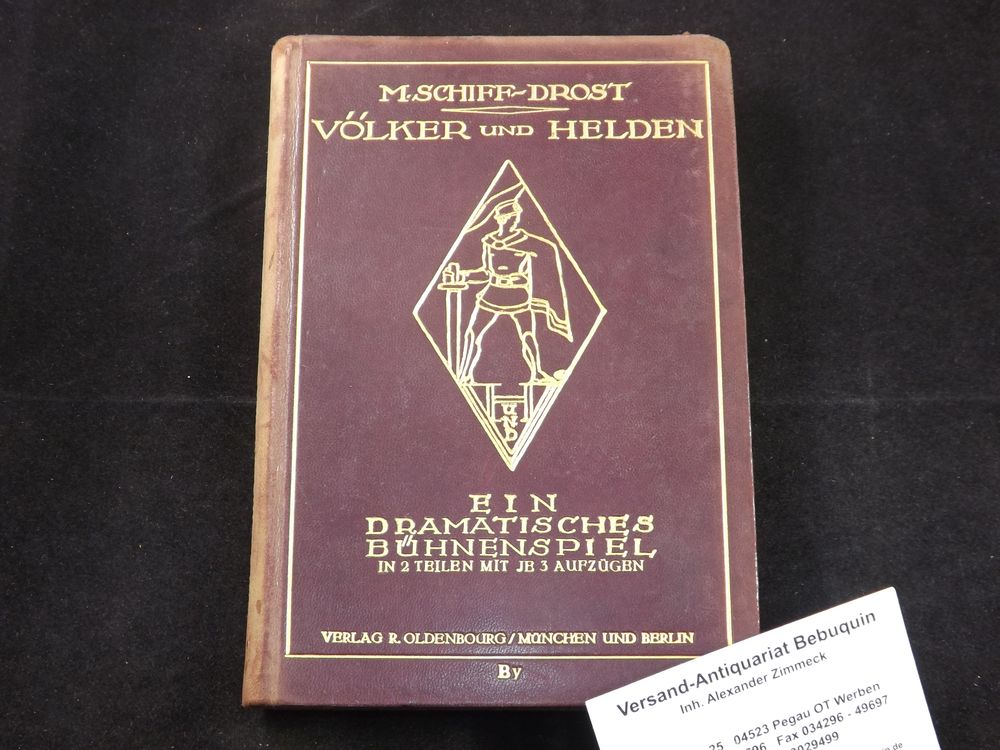 M. SCHIFF-DROST
VÖLKER UND HELDEN
H
UND
EIN
DRAMATISCHES
BÜHNENSPIEL
IN 2 TEILEN MIT JE 3 AUFZÜGEN
VERLAG R. OLDENBOURG / MÜNCHEN UND BERLIN
By
Versand-Antiquariat Bebuquin
Inh. Alexander Zimmeck
25, 04523 Pegau OT Werben
Fax 034296 - 49697